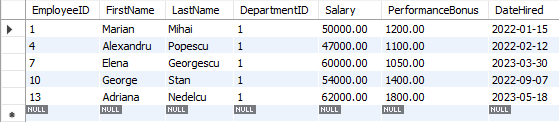 EmployeeID FirstName LastName DepartmentID Salary PerformanceBonus DateHired
1 Marian Mihai 1 50000.00 1200.00 2022-01-15
4 Alexandru Popescu 1 47000.00 1100.00 2022-02-12
7 Elena Georgescu 1 60000.00 1050.00 2023-03-30
10 George Stan 1 54000.00 1400.00 2022-09-07
13 Adriana Nedelcu 1 62000.00 1800.00 2023-05-18
NULL NULL NULL NULL NULL NULL NULL